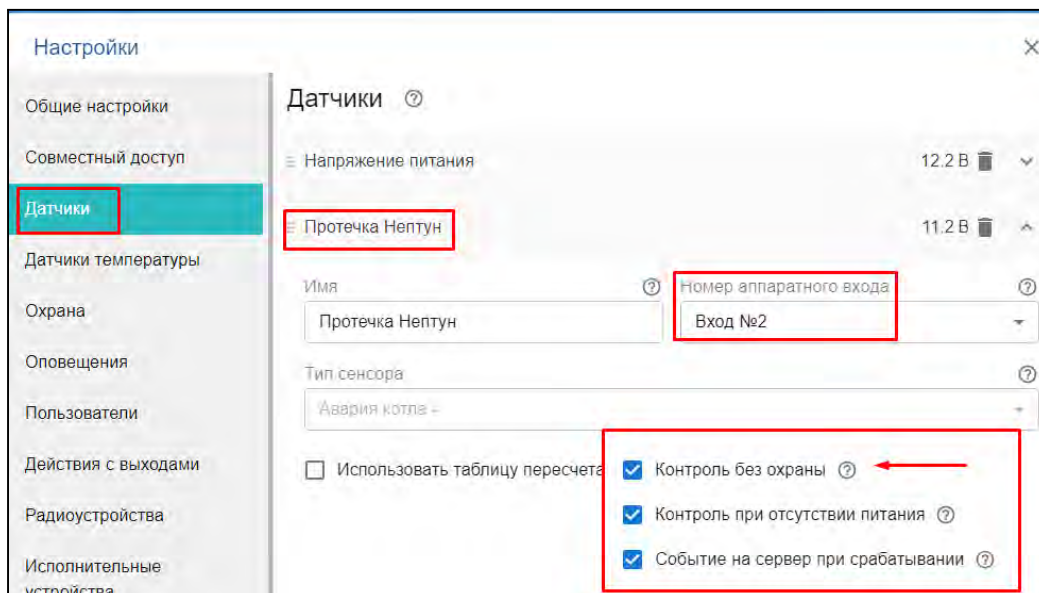 Настройки
Общие настройки
Совместный доступ
Датчики
Датчики температуры
Охрана
Оповещения
Пользователи
Действия с выходами
Радиоустройства
Исполнительные
устройства
Датчики
Напряжение питания 12.2 В
Протечка Нептун 11.2 В
Имя Номер аппаратного входа
Протечка Нептун Вход №2
Тип сенсора
Авария котла -
Использовать таблицу пересчета Контроль без охраны
Контроль при отсутствии питания
Событие на сервер при срабатывании